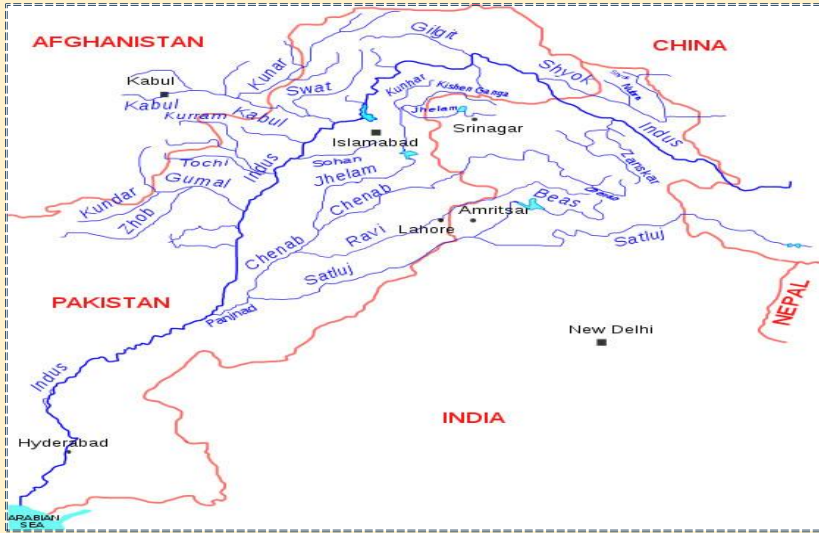 AFGHANISTAN
Gilgit
CHINA
Kabul
Kunar
Swat
Kunhar
Kishen Ganga
Shyok
Nubra
Kabul
Kurram
Kabul
Jhelam
Srinagar
Indus
Islamabad
Indus
Sohan
Zanskar
Tochi
Gumal
Jhelam
Chenab
Kundar
Zhob
Beas
Amritsar
Lahore
Ravi
Chenab
Satluj
Satluj
PAKISTAN
Panjnad
NEPAL
New Delhi
Indus
INDIA
Hyderabad
ARABIAN
SEA